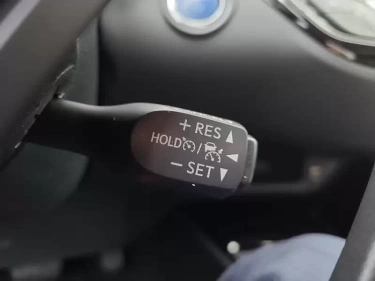 + RES ▲
HOLD / ◀
− SET ▼